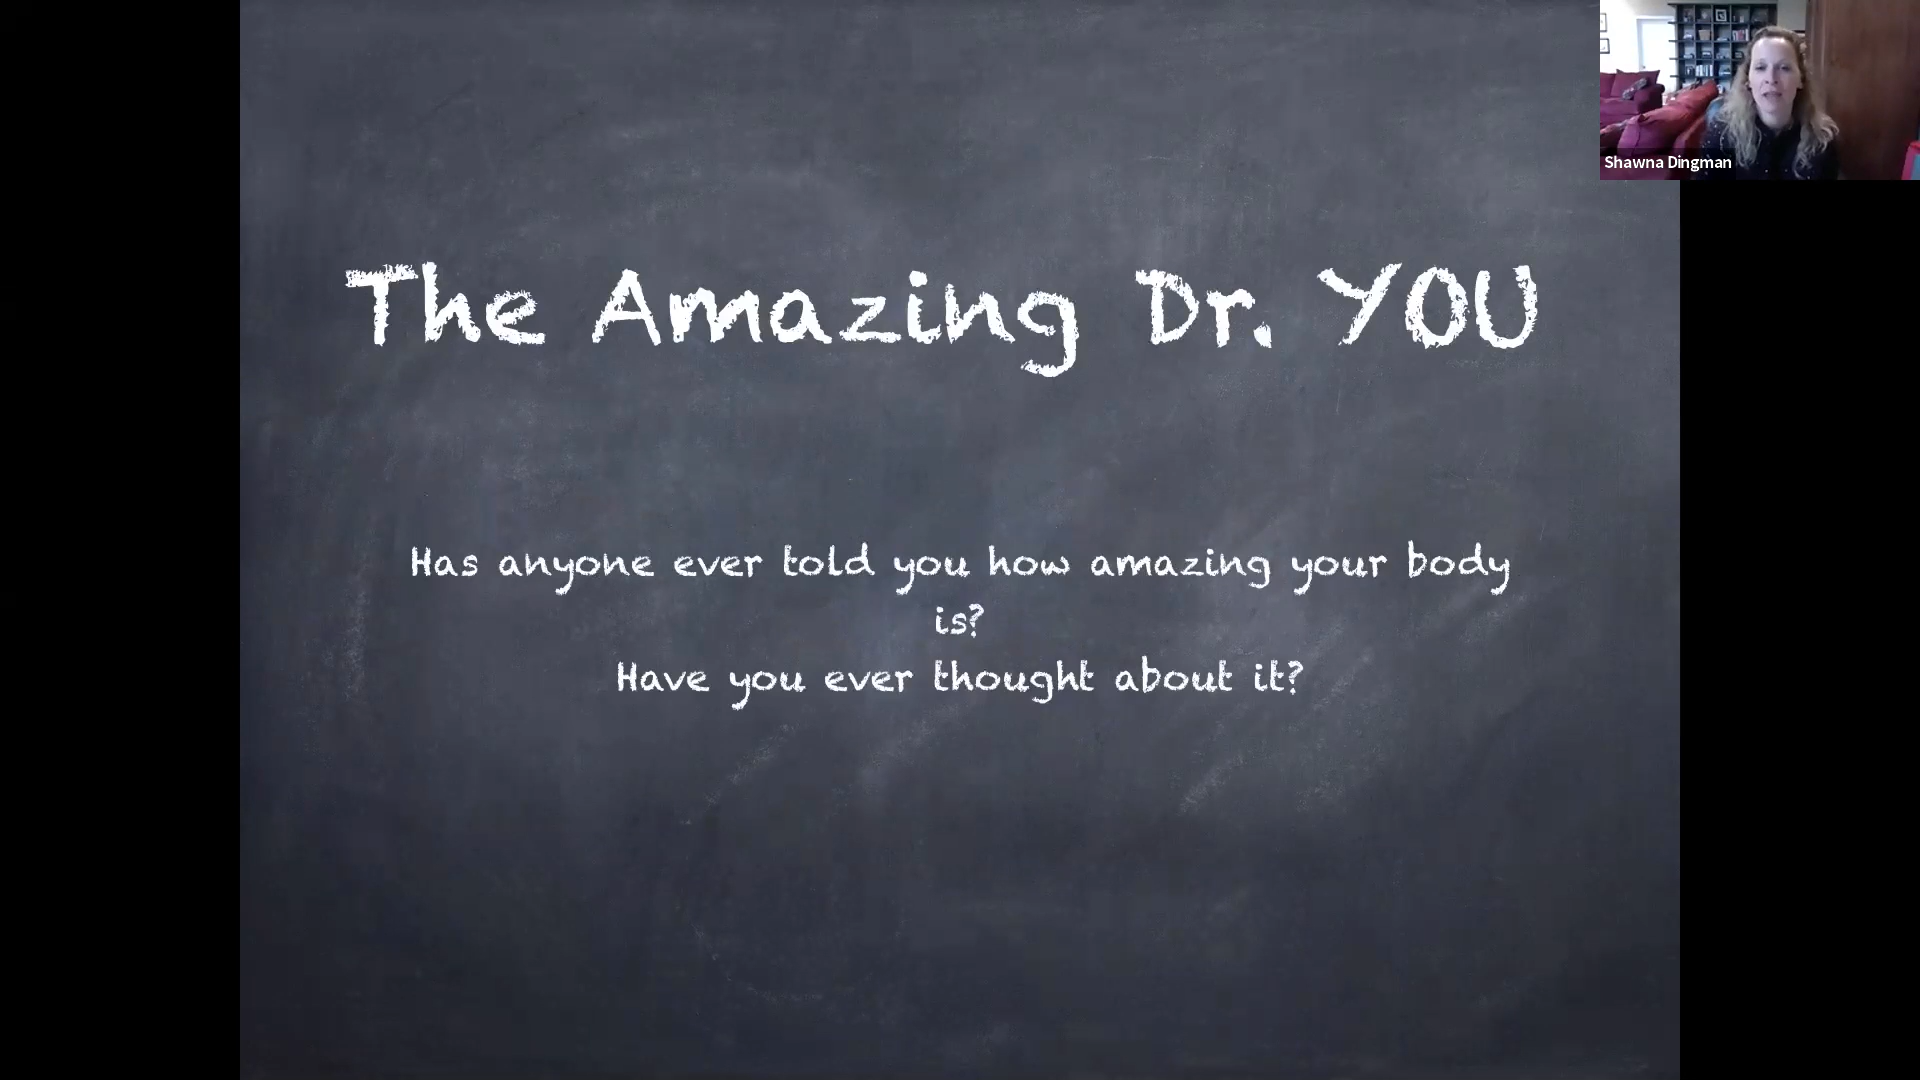 The Amazing Dr. YOU
Has anyone ever told you how amazing your body
is?
Have you ever thought about it?
Shawna Dingman